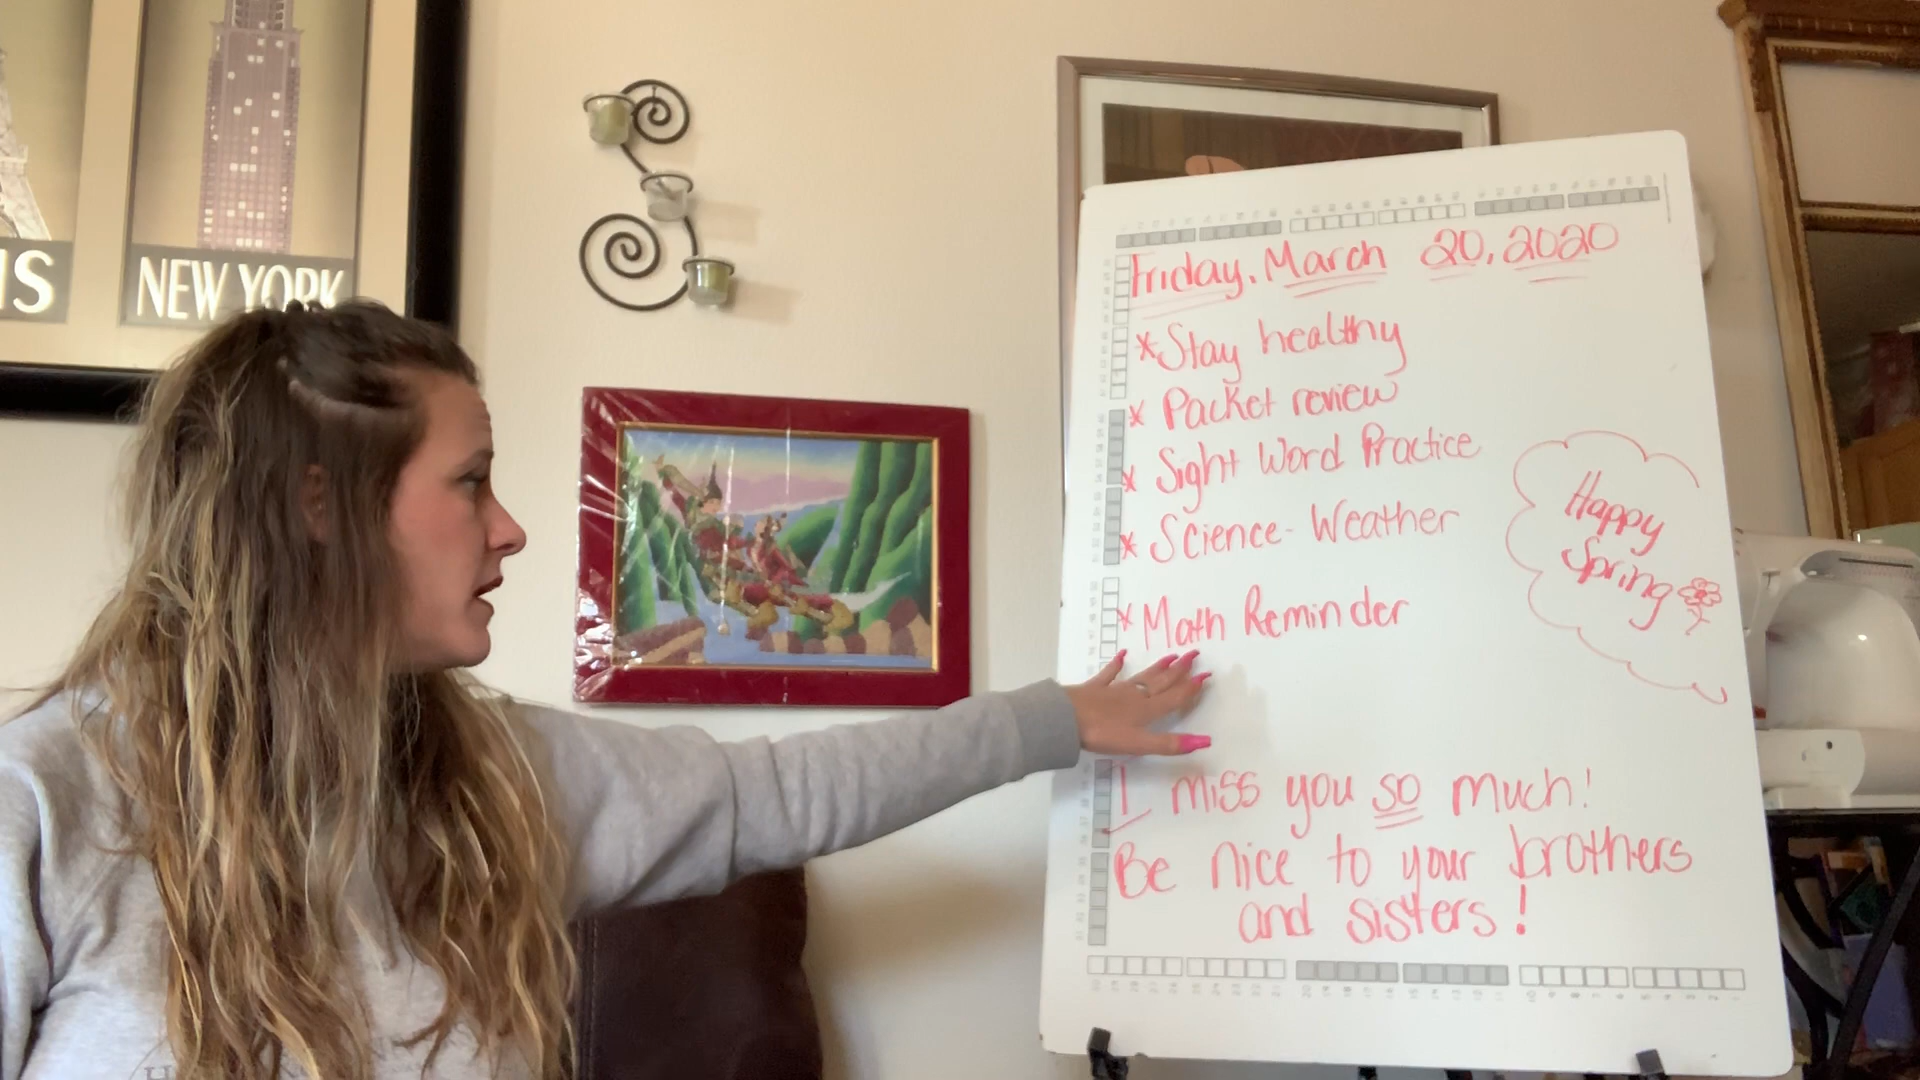 IS
NEW YORK
Friday, March 20, 2020
*Stay healthy
* Packet review
* Sight Word Practice
* Science - Weather
* Math Reminder
Happy
Spring
I miss you so much!
Be nice to your brothers
and sisters!